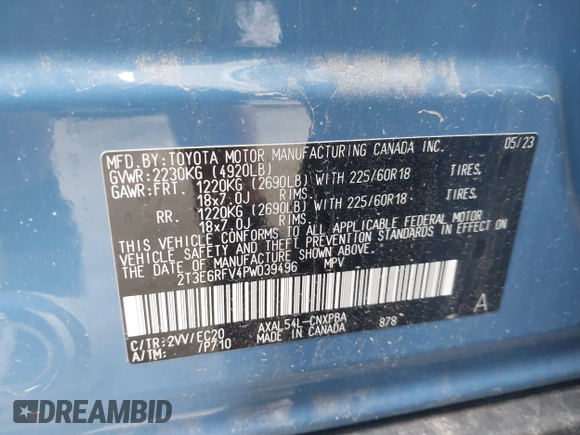 MFD. BY: TOYOTA MOTOR MANUFACTURING CANADA INC. 05/23
GVWR: 2230KG (4920LB)
GAWR: FRT. 1220KG (2690LB) WITH 225/60R18 TIRES,
18x7.0J RIMS.
RR. 1220KG (2690LB) WITH 225/60R18 TIRES,
18x7.0J RIMS.
THIS VEHICLE CONFORMS TO ALL APPLICABLE FEDERAL MOTOR
VEHICLE SAFETY AND THEFT PREVENTION STANDARDS IN EFFECT ON
THE DATE OF MANUFACTURE SHOWN ABOVE.
2T3E6RFV4PW039496 MPV
A
C/TR: 2VV/EC20 AXAL54L-CNXPBA 878
A/TM: /P710 MADE IN CANADA
DREAMBID